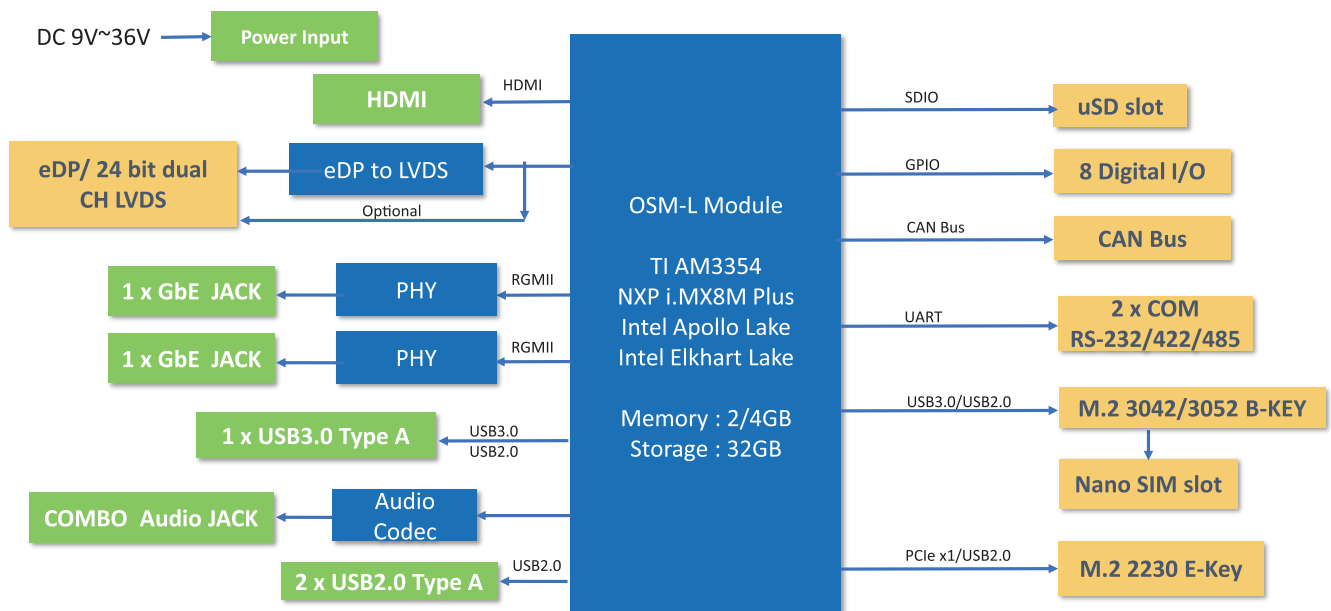 DC 9V~36V
Power Input
HDMI
HDMI
eDP/ 24 bit dual
CH LVDS
eDP to LVDS
Optional
1 x GbE JACK
PHY
RGMII
1 x GbE JACK
PHY
RGMII
1 x USB3.0 Type A
USB3.0
USB2.0
COMBO Audio JACK
Audio
Codec
2 x USB2.0 Type A
USB2.0
OSM-L Module
TI AM3354
NXP i.MX8M Plus
Intel Apollo Lake
Intel Elkhart Lake
Memory : 2/4GB
Storage : 32GB
SDIO
uSD slot
GPIO
8 Digital I/O
CAN Bus
CAN Bus
UART
2 x COM
RS-232/422/485
USB3.0/USB2.0
M.2 3042/3052 B-KEY
Nano SIM slot
PCIe x1/USB2.0
M.2 2230 E-Key